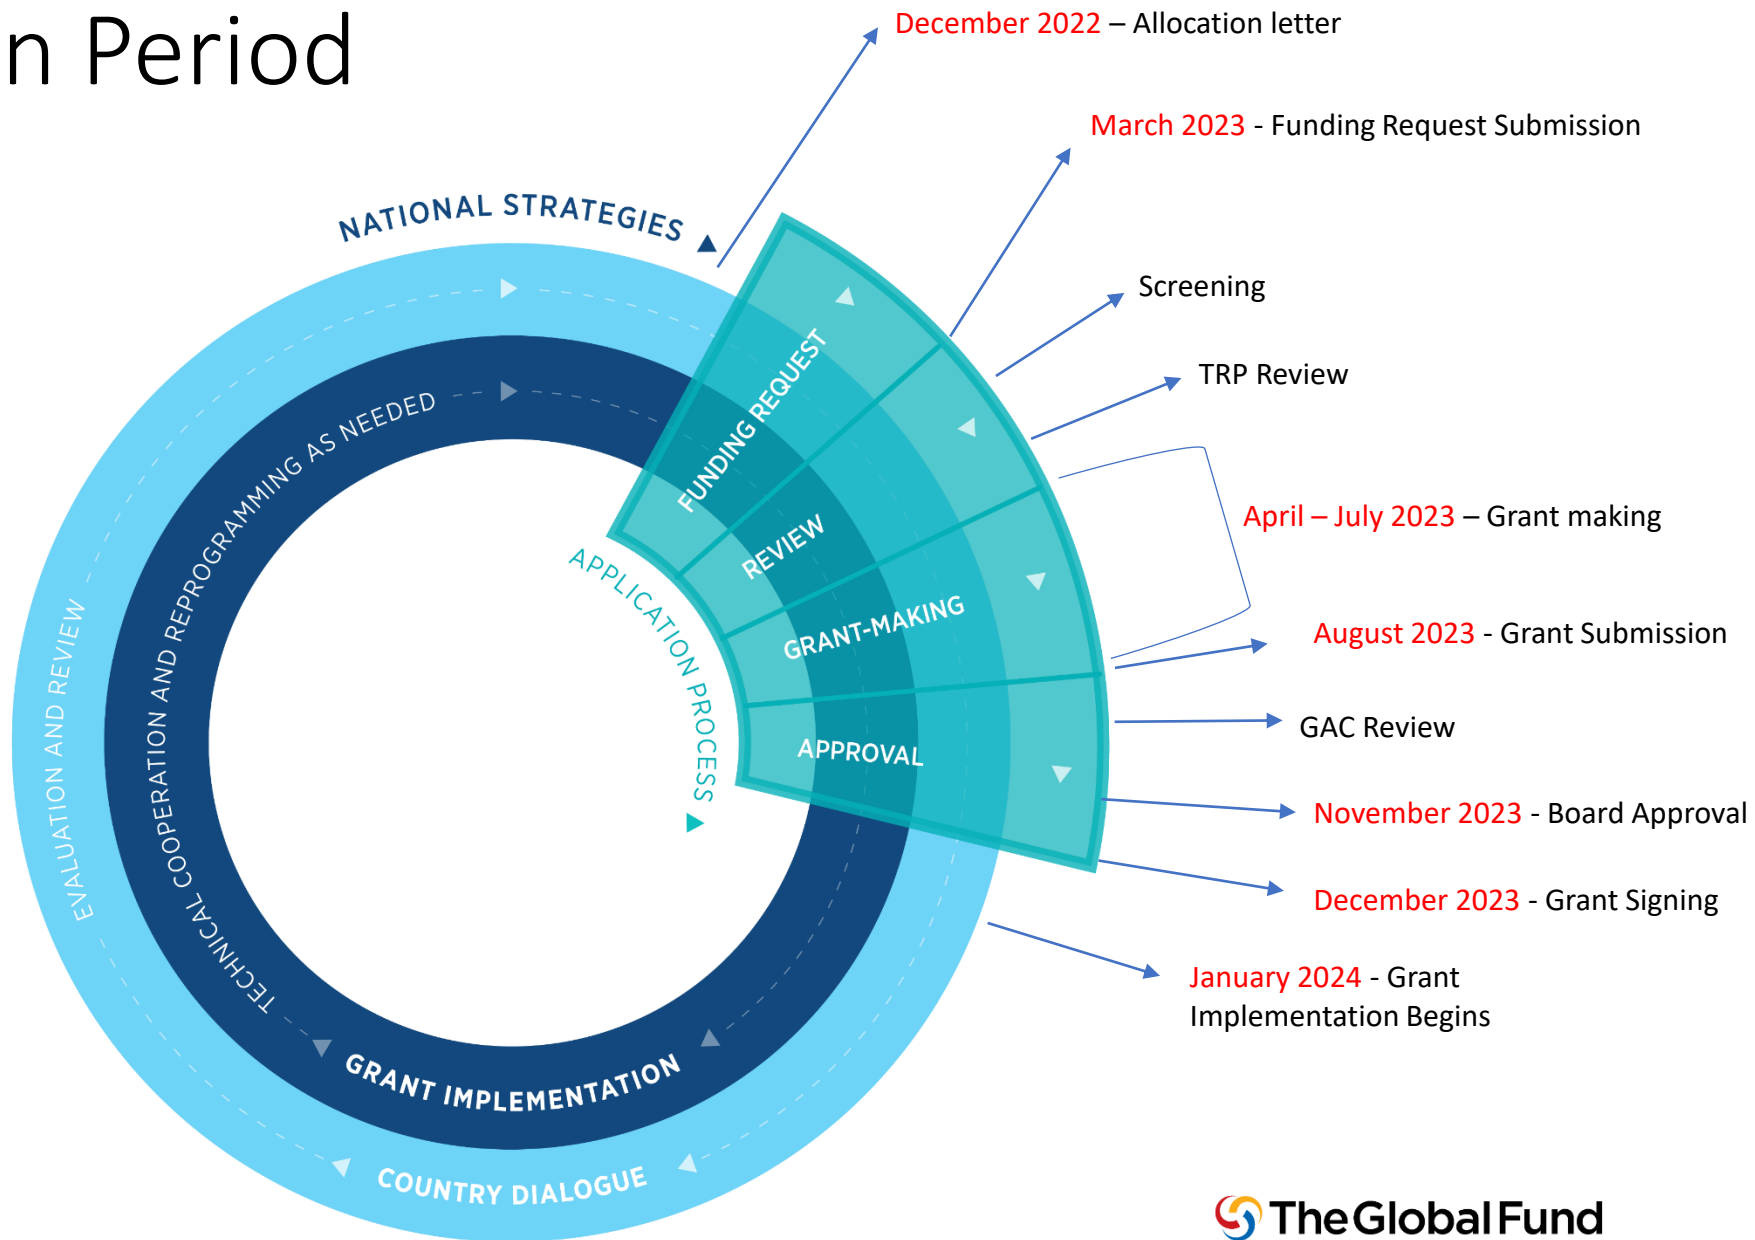 n Period
December 2022 – Allocation letter
March 2023 - Funding Request Submission
NATIONAL STRATEGIES
Screening
TRP Review
FUNDING REQUEST
REVIEW
April – July 2023 – Grant making
GRANT-MAKING
August 2023 - Grant Submission
APPLICATION PROCESS
GAC Review
APPROVAL
November 2023 - Board Approval
December 2023 - Grant Signing
January 2024 - Grant
Implementation Begins
EVALUATION AND REVIEW
TECHNICAL COOPERATION AND REPROGRAMMING AS NEEDED
GRANT IMPLEMENTATION
COUNTRY DIALOGUE
The Global Fund